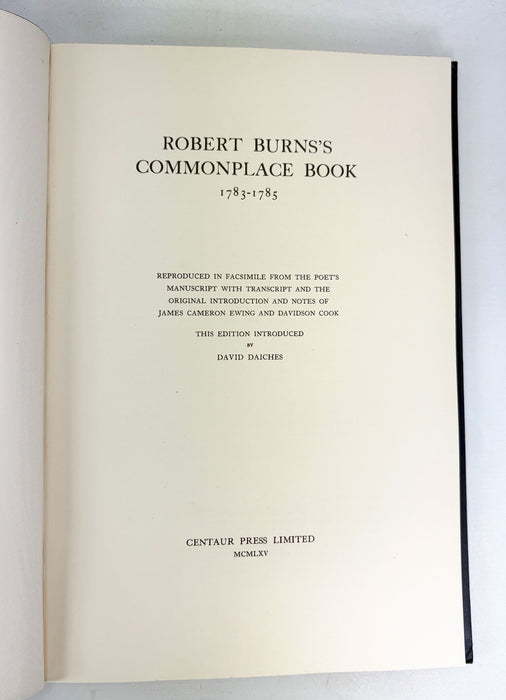 ROBERT BURNS'S
COMMONPLACE BOOK
1783-1785
REPRODUCED IN FACSIMILE FROM THE POET'S
MANUSCRIPT WITH TRANSCRIPT AND THE
ORIGINAL INTRODUCTION AND NOTES OF
JAMES CAMERON EWING AND DAVIDSON COOK
THIS EDITION INTRODUCED
BY
DAVID DAICHES
CENTAUR PRESS LIMITED
MCMLXV